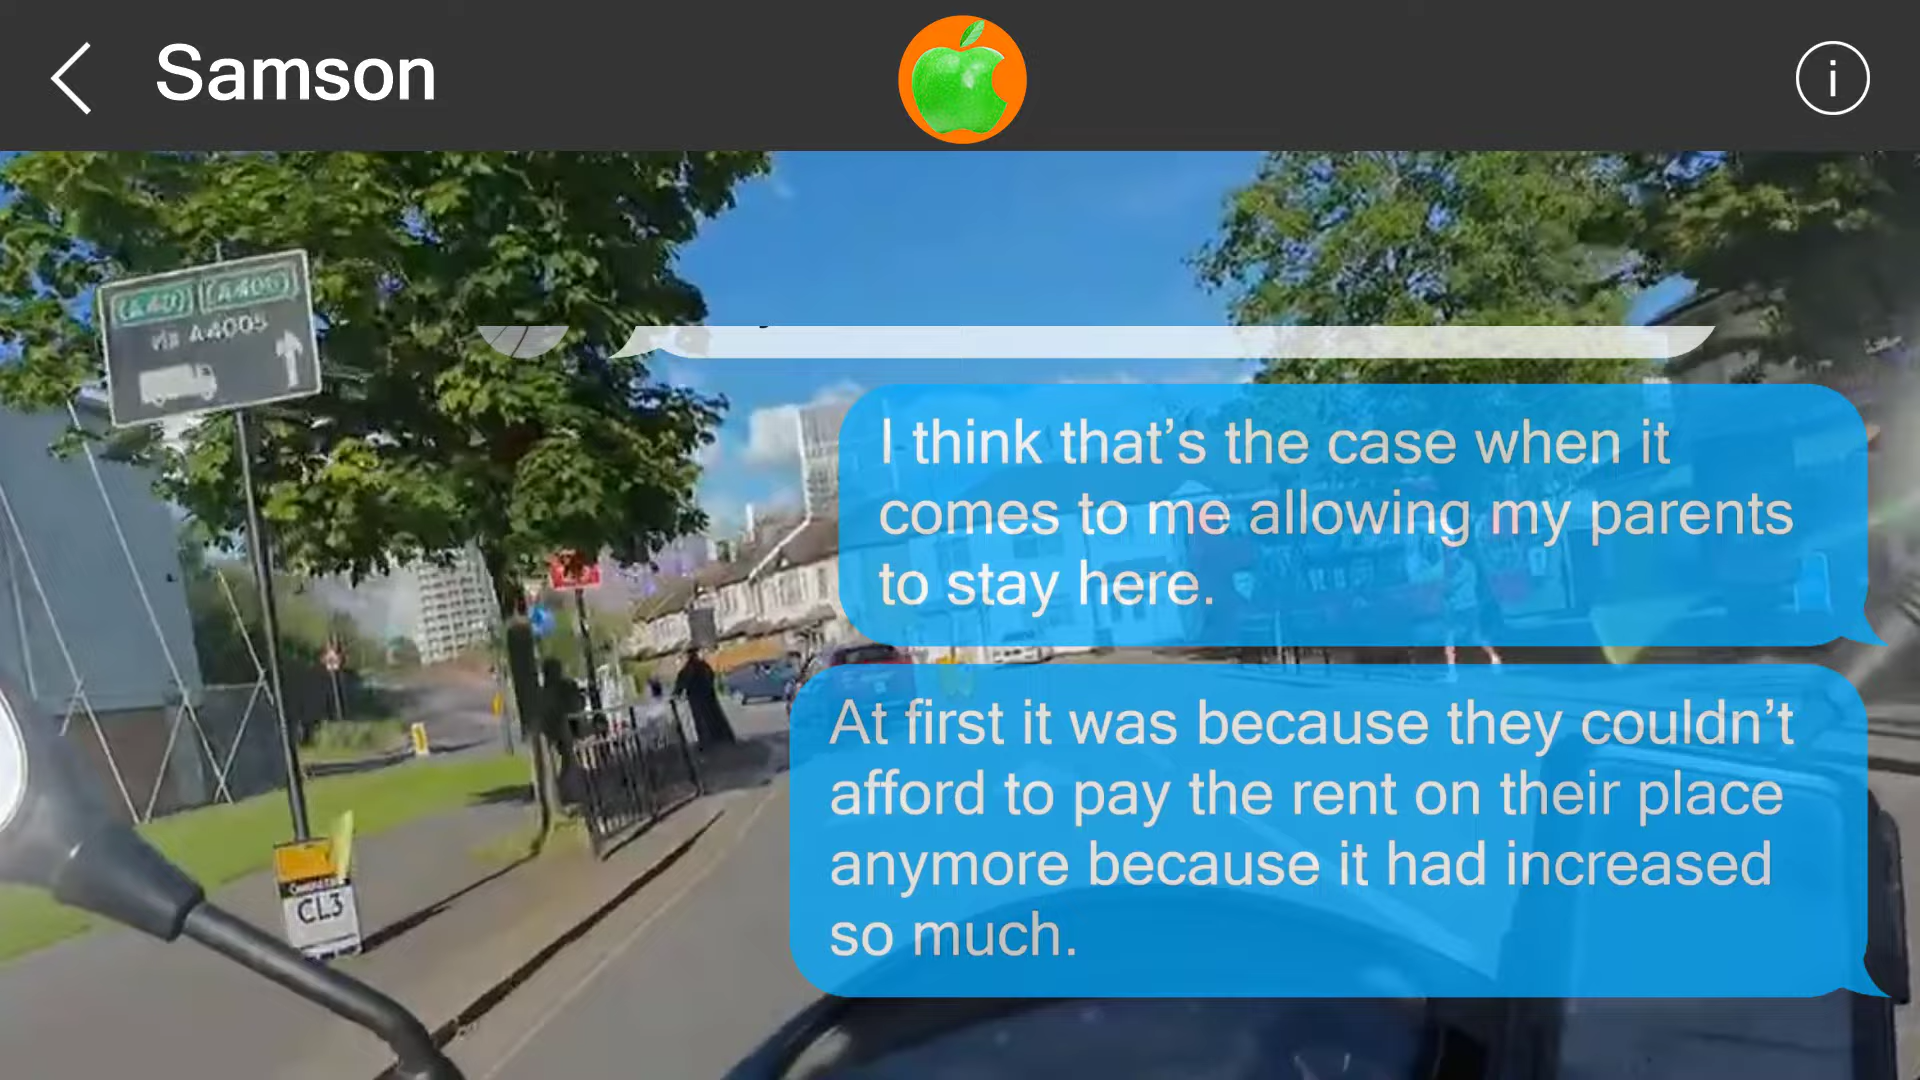 Samson
i
A40 A406
via A4005
I think that’s the case when it
comes to me allowing my parents
to stay here.
At first it was because they couldn’t
afford to pay the rent on their place
anymore because it had increased
so much.
CL3